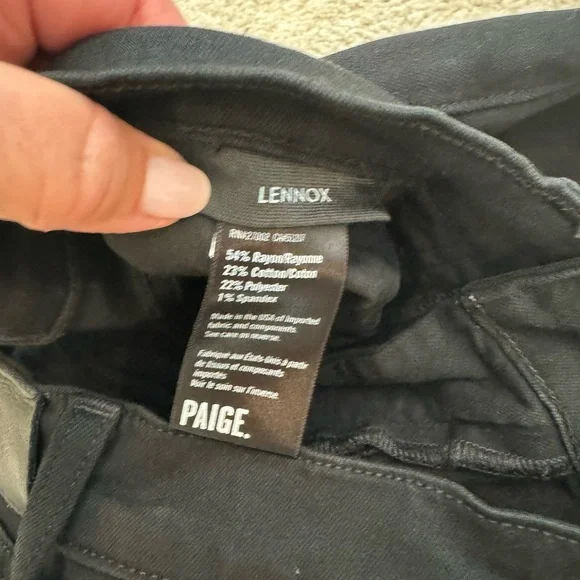 LENNOX
54% Rayon/Rayonne
23% Cotton/Coton
22% Polyester
1% Spandex
Made in the USA of imported
fabric and components.
See care on reverse.
Fabriqué aux États Unis à partir
de tissus et composants
importés
Voir le soin sur l'inverse.
PAIGE.